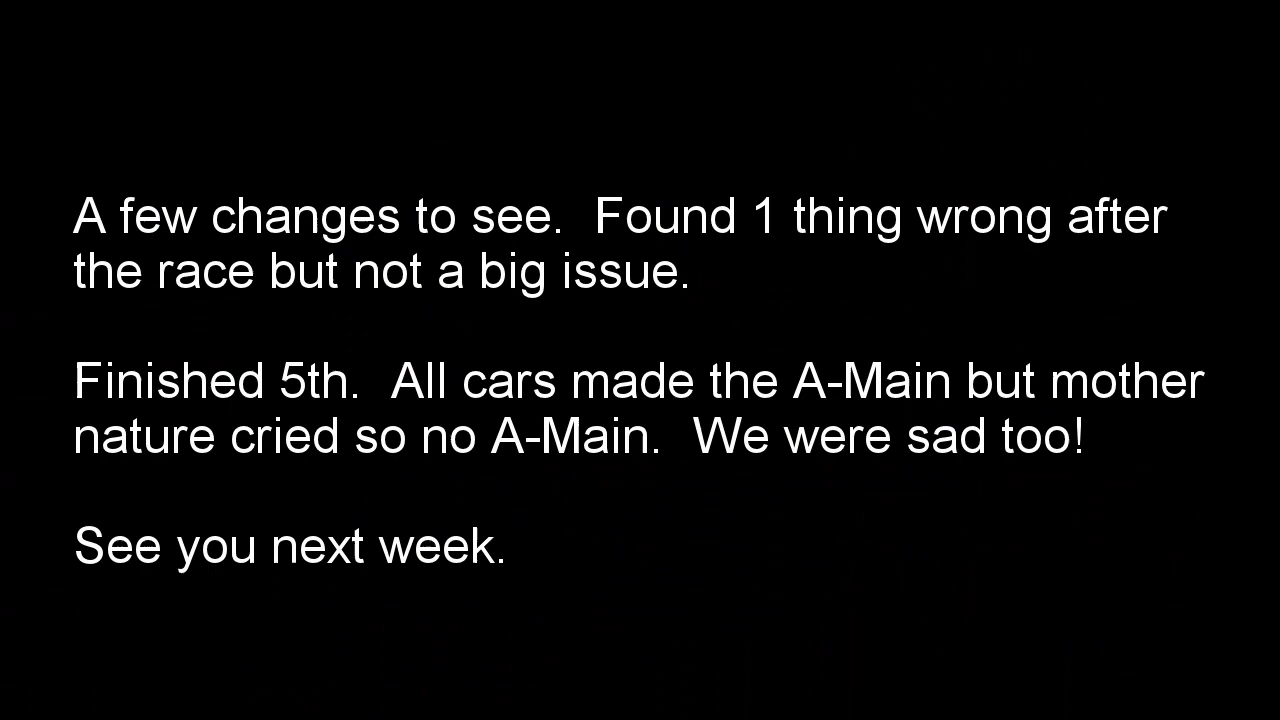 A few changes to see.  Found 1 thing wrong after
the race but not a big issue.
Finished 5th.  All cars made the A-Main but mother
nature cried so no A-Main.  We were sad too!
See you next week.